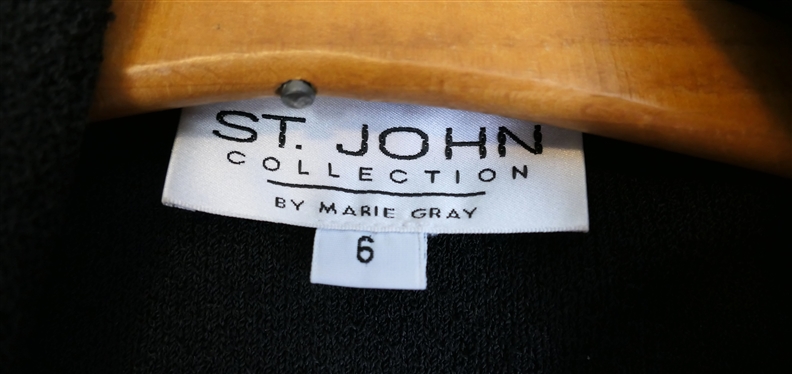 ST. JOHN
COLLECTION
BY MARIE GRAY
6